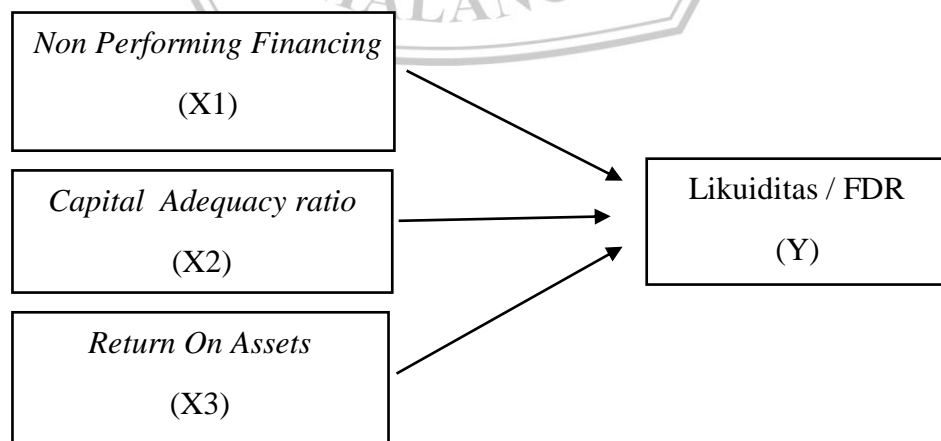 Non Performing Financing
(X1)
Capital Adequacy ratio
(X2)
Return On Assets
(X3)
Likuiditas / FDR
(Y)